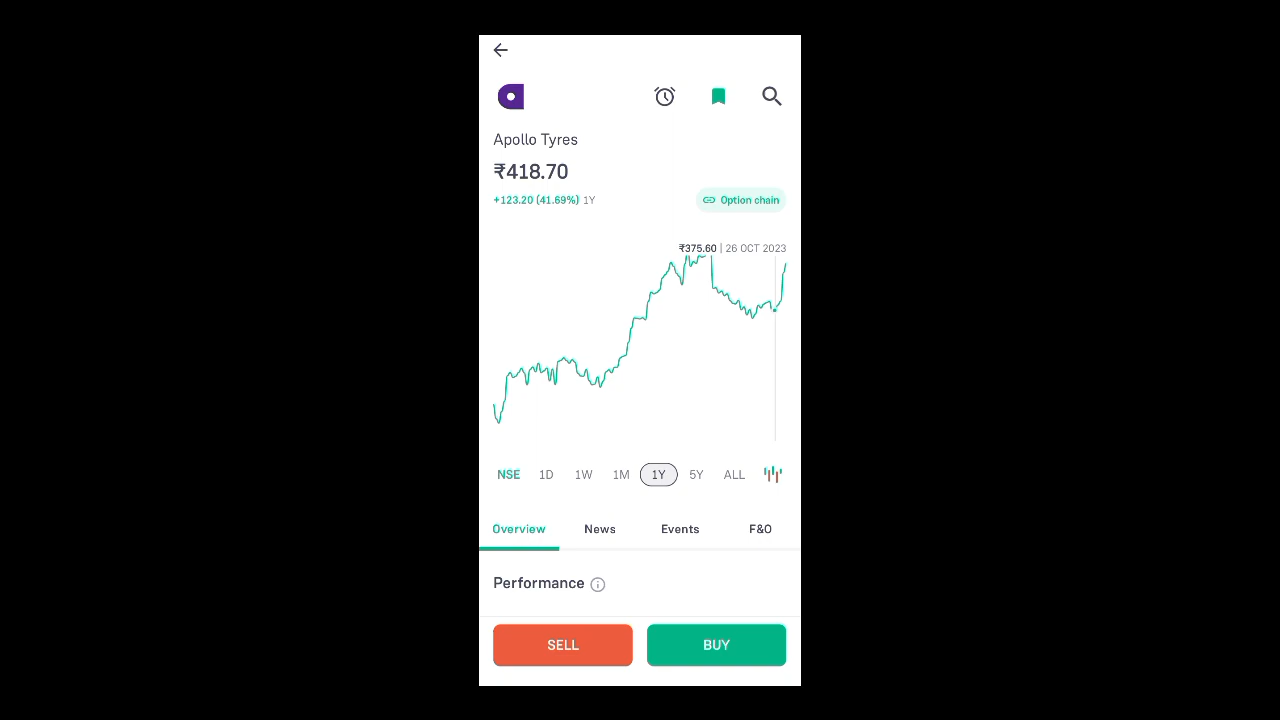 Apollo Tyres
₹418.70
+123.20 (41.69%) 1Y
Option chain
₹375.60 | 26 OCT 2023
NSE 1D 1W 1M 1Y 5Y ALL
Overview News Events F&O
Performance
SELL BUY